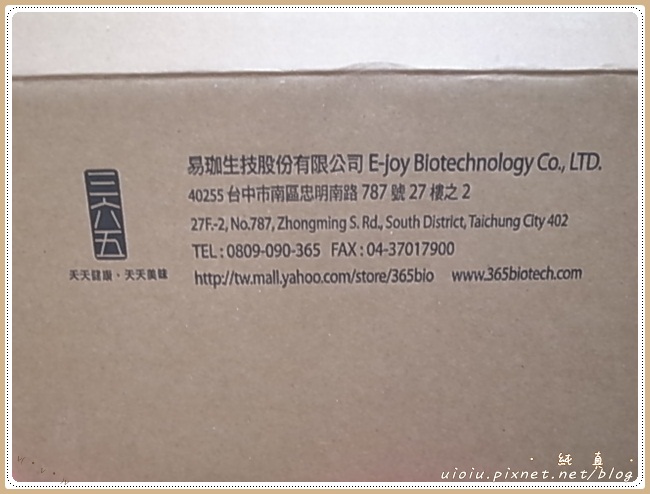 三六五
天天健康・天天美味
易珈生技股份有限公司 E-joy Biotechnology Co., LTD.
40255 台中市南區忠明南路 787 號 27 樓之 2
27F.-2, No.787, Zhongming S. Rd., South District, Taichung City 402
TEL : 0809-090-365 FAX : 04-37017900
http://tw.mall.yahoo.com/store/365bio www.365biotech.com
· 純 真 ·
uioiu.pixnet.net/blog